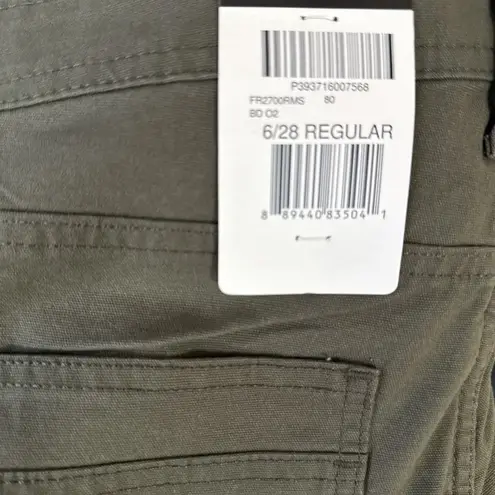 P393716007568
FR2700RMS 80
BD O2
6/28 REGULAR
8 89440 83504 1